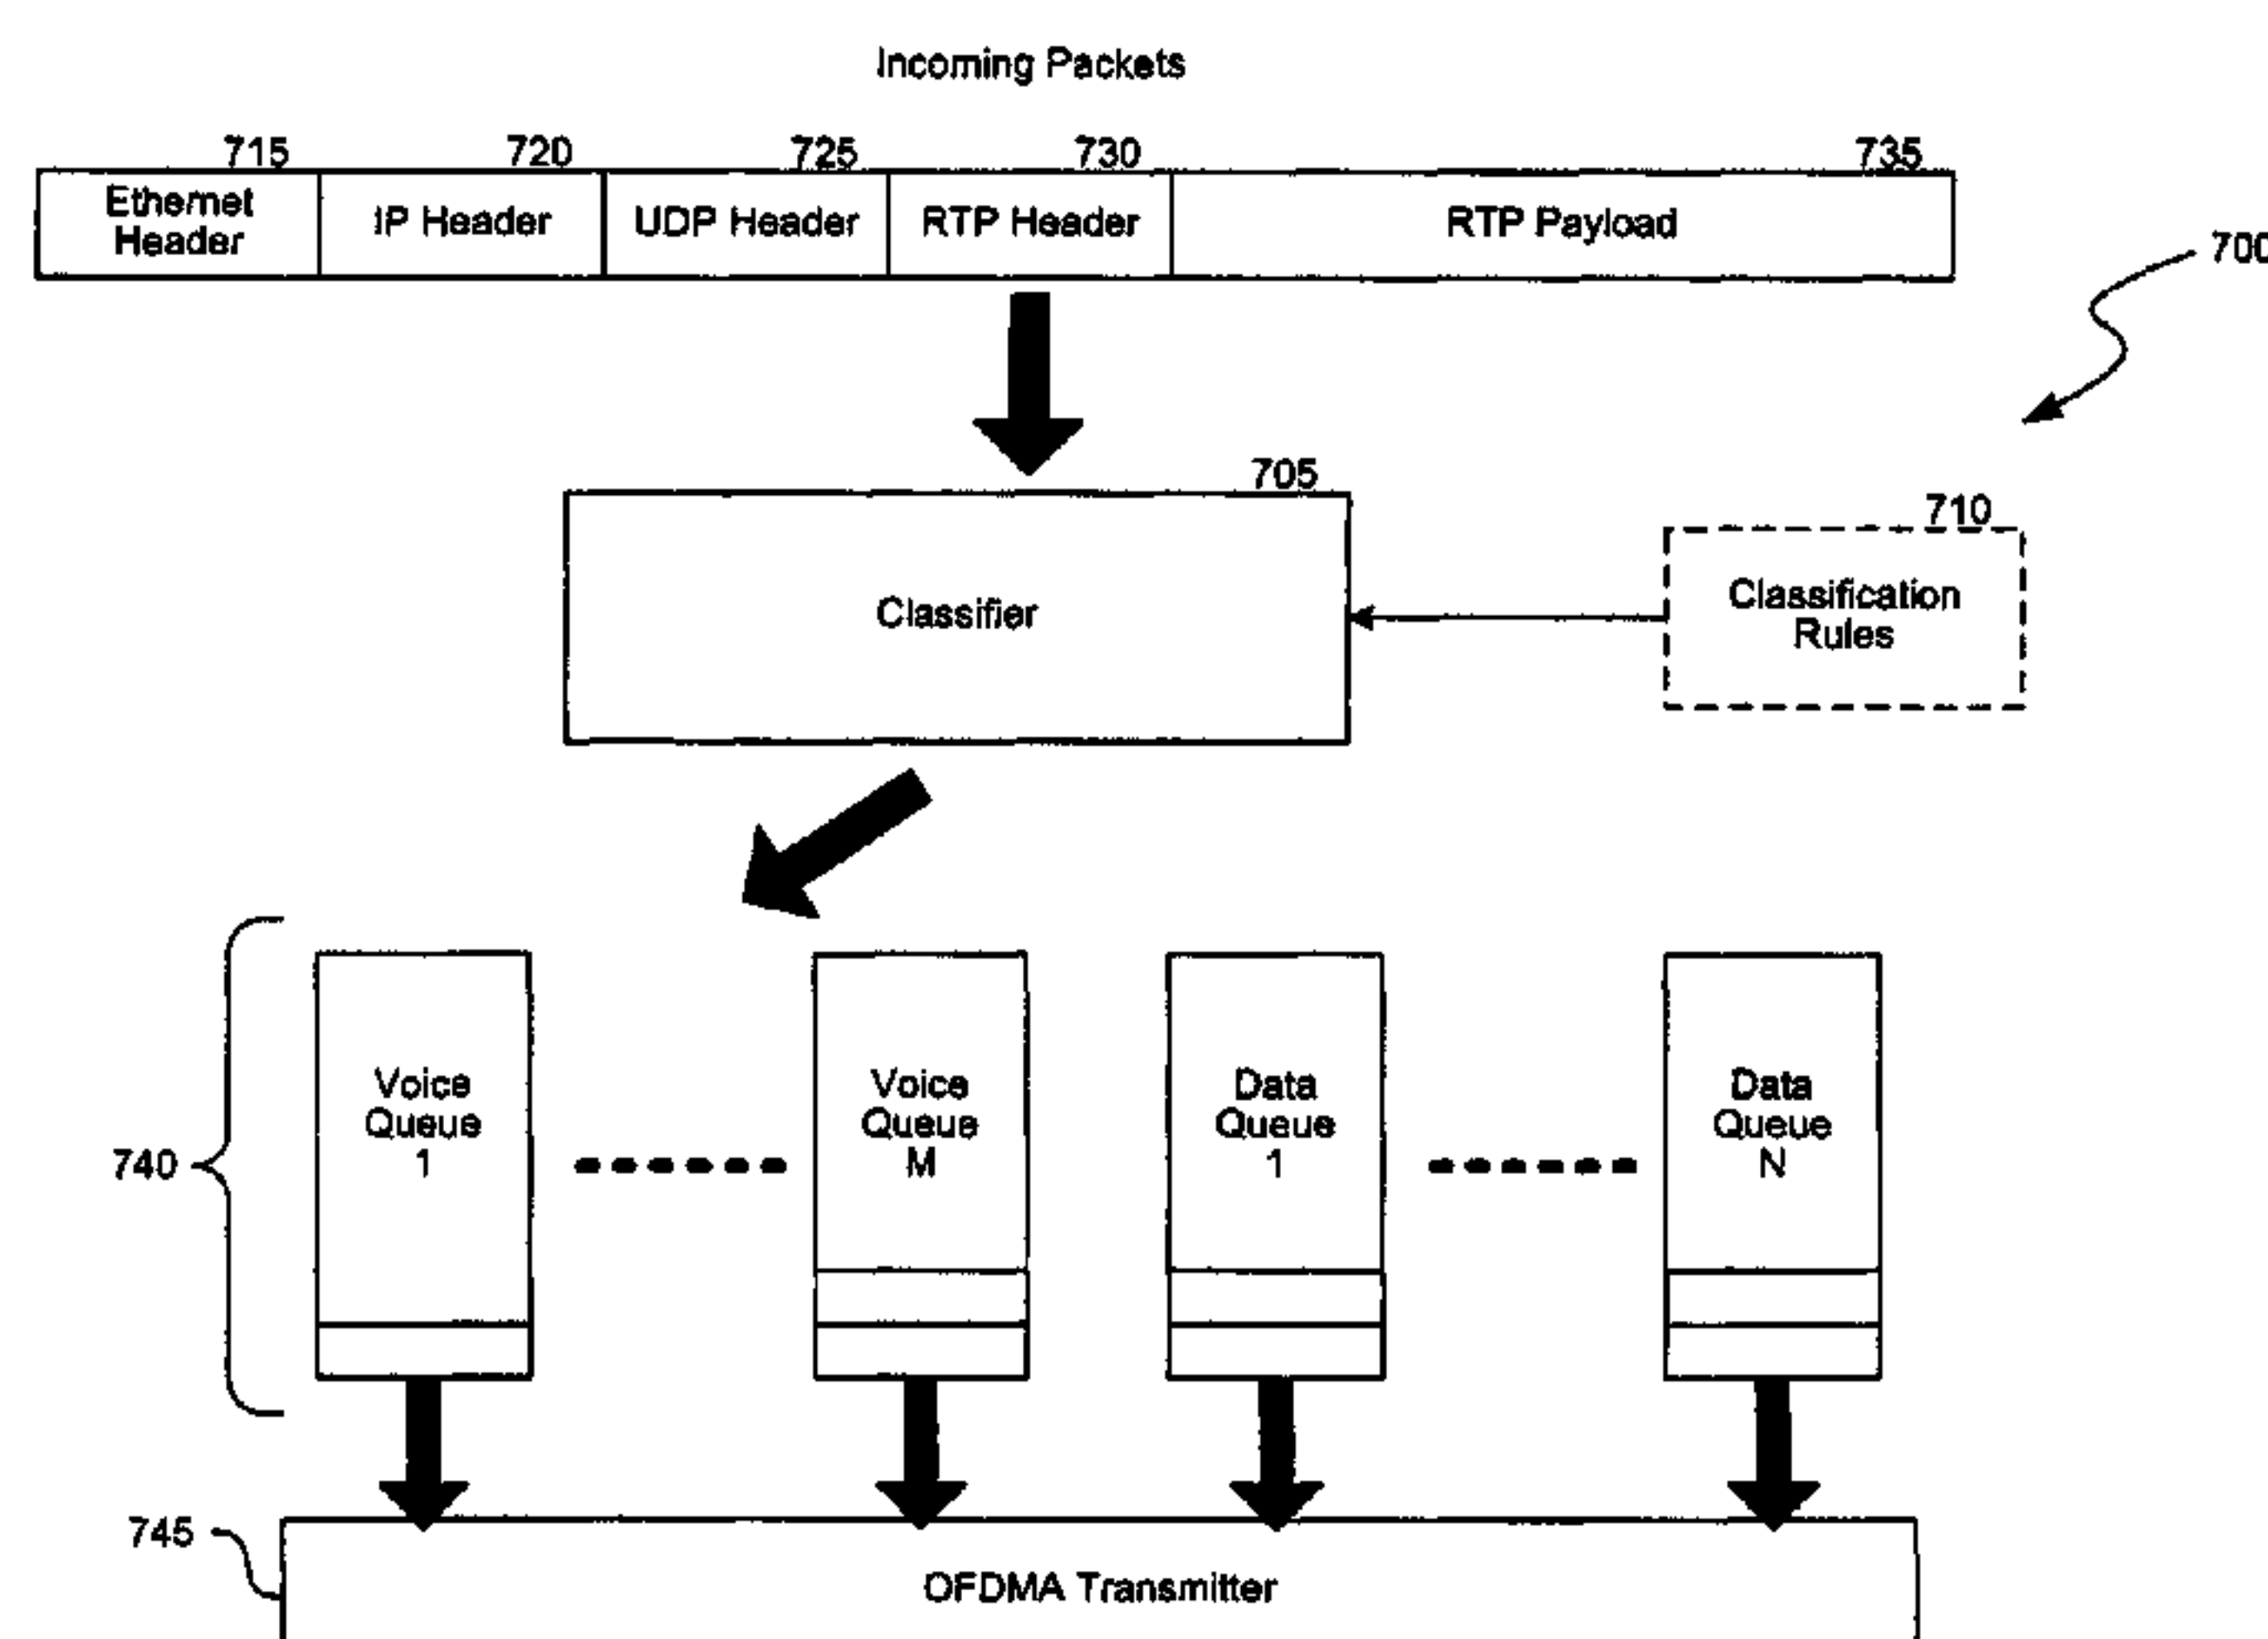 Incoming Packets
715
720
725
730
735
Ethernet
Header
IP Header
UDP Header
RTP Header
RTP Payload
700
705
710
Classifier
Classification
Rules
Voice
Queue
1
Voice
Queue
M
Data
Queue
1
Data
Queue
N
740
745
OFDMA Transmitter